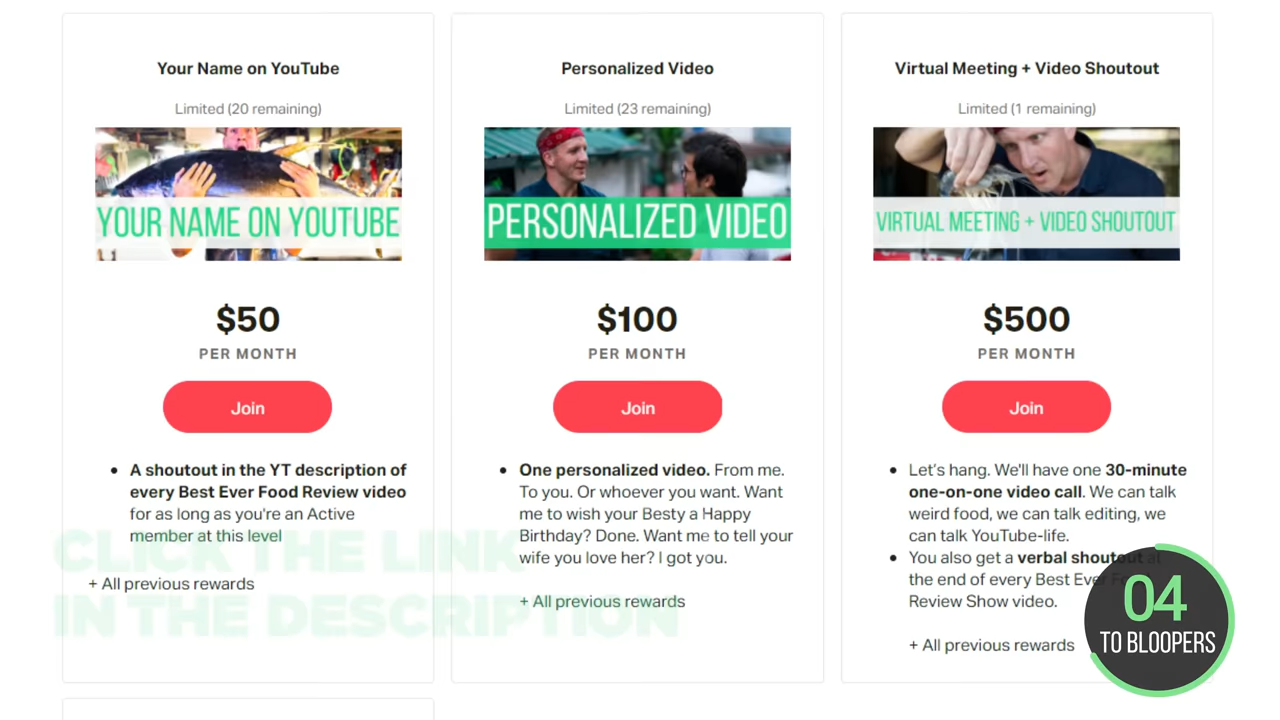 Your Name on YouTube
Limited (20 remaining)
YOUR NAME ON YOUTUBE
$50
PER MONTH
Join
• A shoutout in the YT description of
every Best Ever Food Review video
for as long as you're an Active
member at this level
+ All previous rewards
Personalized Video
Limited (23 remaining)
PERSONALIZED VIDEO
$100
PER MONTH
Join
• One personalized video. From me.
To you. Or whoever you want. Want
me to wish your Besty a Happy
Birthday? Done. Want me to tell your
wife you love her? I got you.
+ All previous rewards
Virtual Meeting + Video Shoutout
Limited (1 remaining)
VIRTUAL MEETING + VIDEO SHOUTOUT
$500
PER MONTH
Join
• Let's hang. We'll have one 30-minute
one-on-one video call. We can talk
weird food, we can talk editing, we
can talk YouTube-life.
• You also get a verbal shoutout at
the end of every Best Ever Food
Review Show video.
+ All previous rewards
CLICK THE LINK
IN THE DESCRIPTION
04
TO BLOOPERS